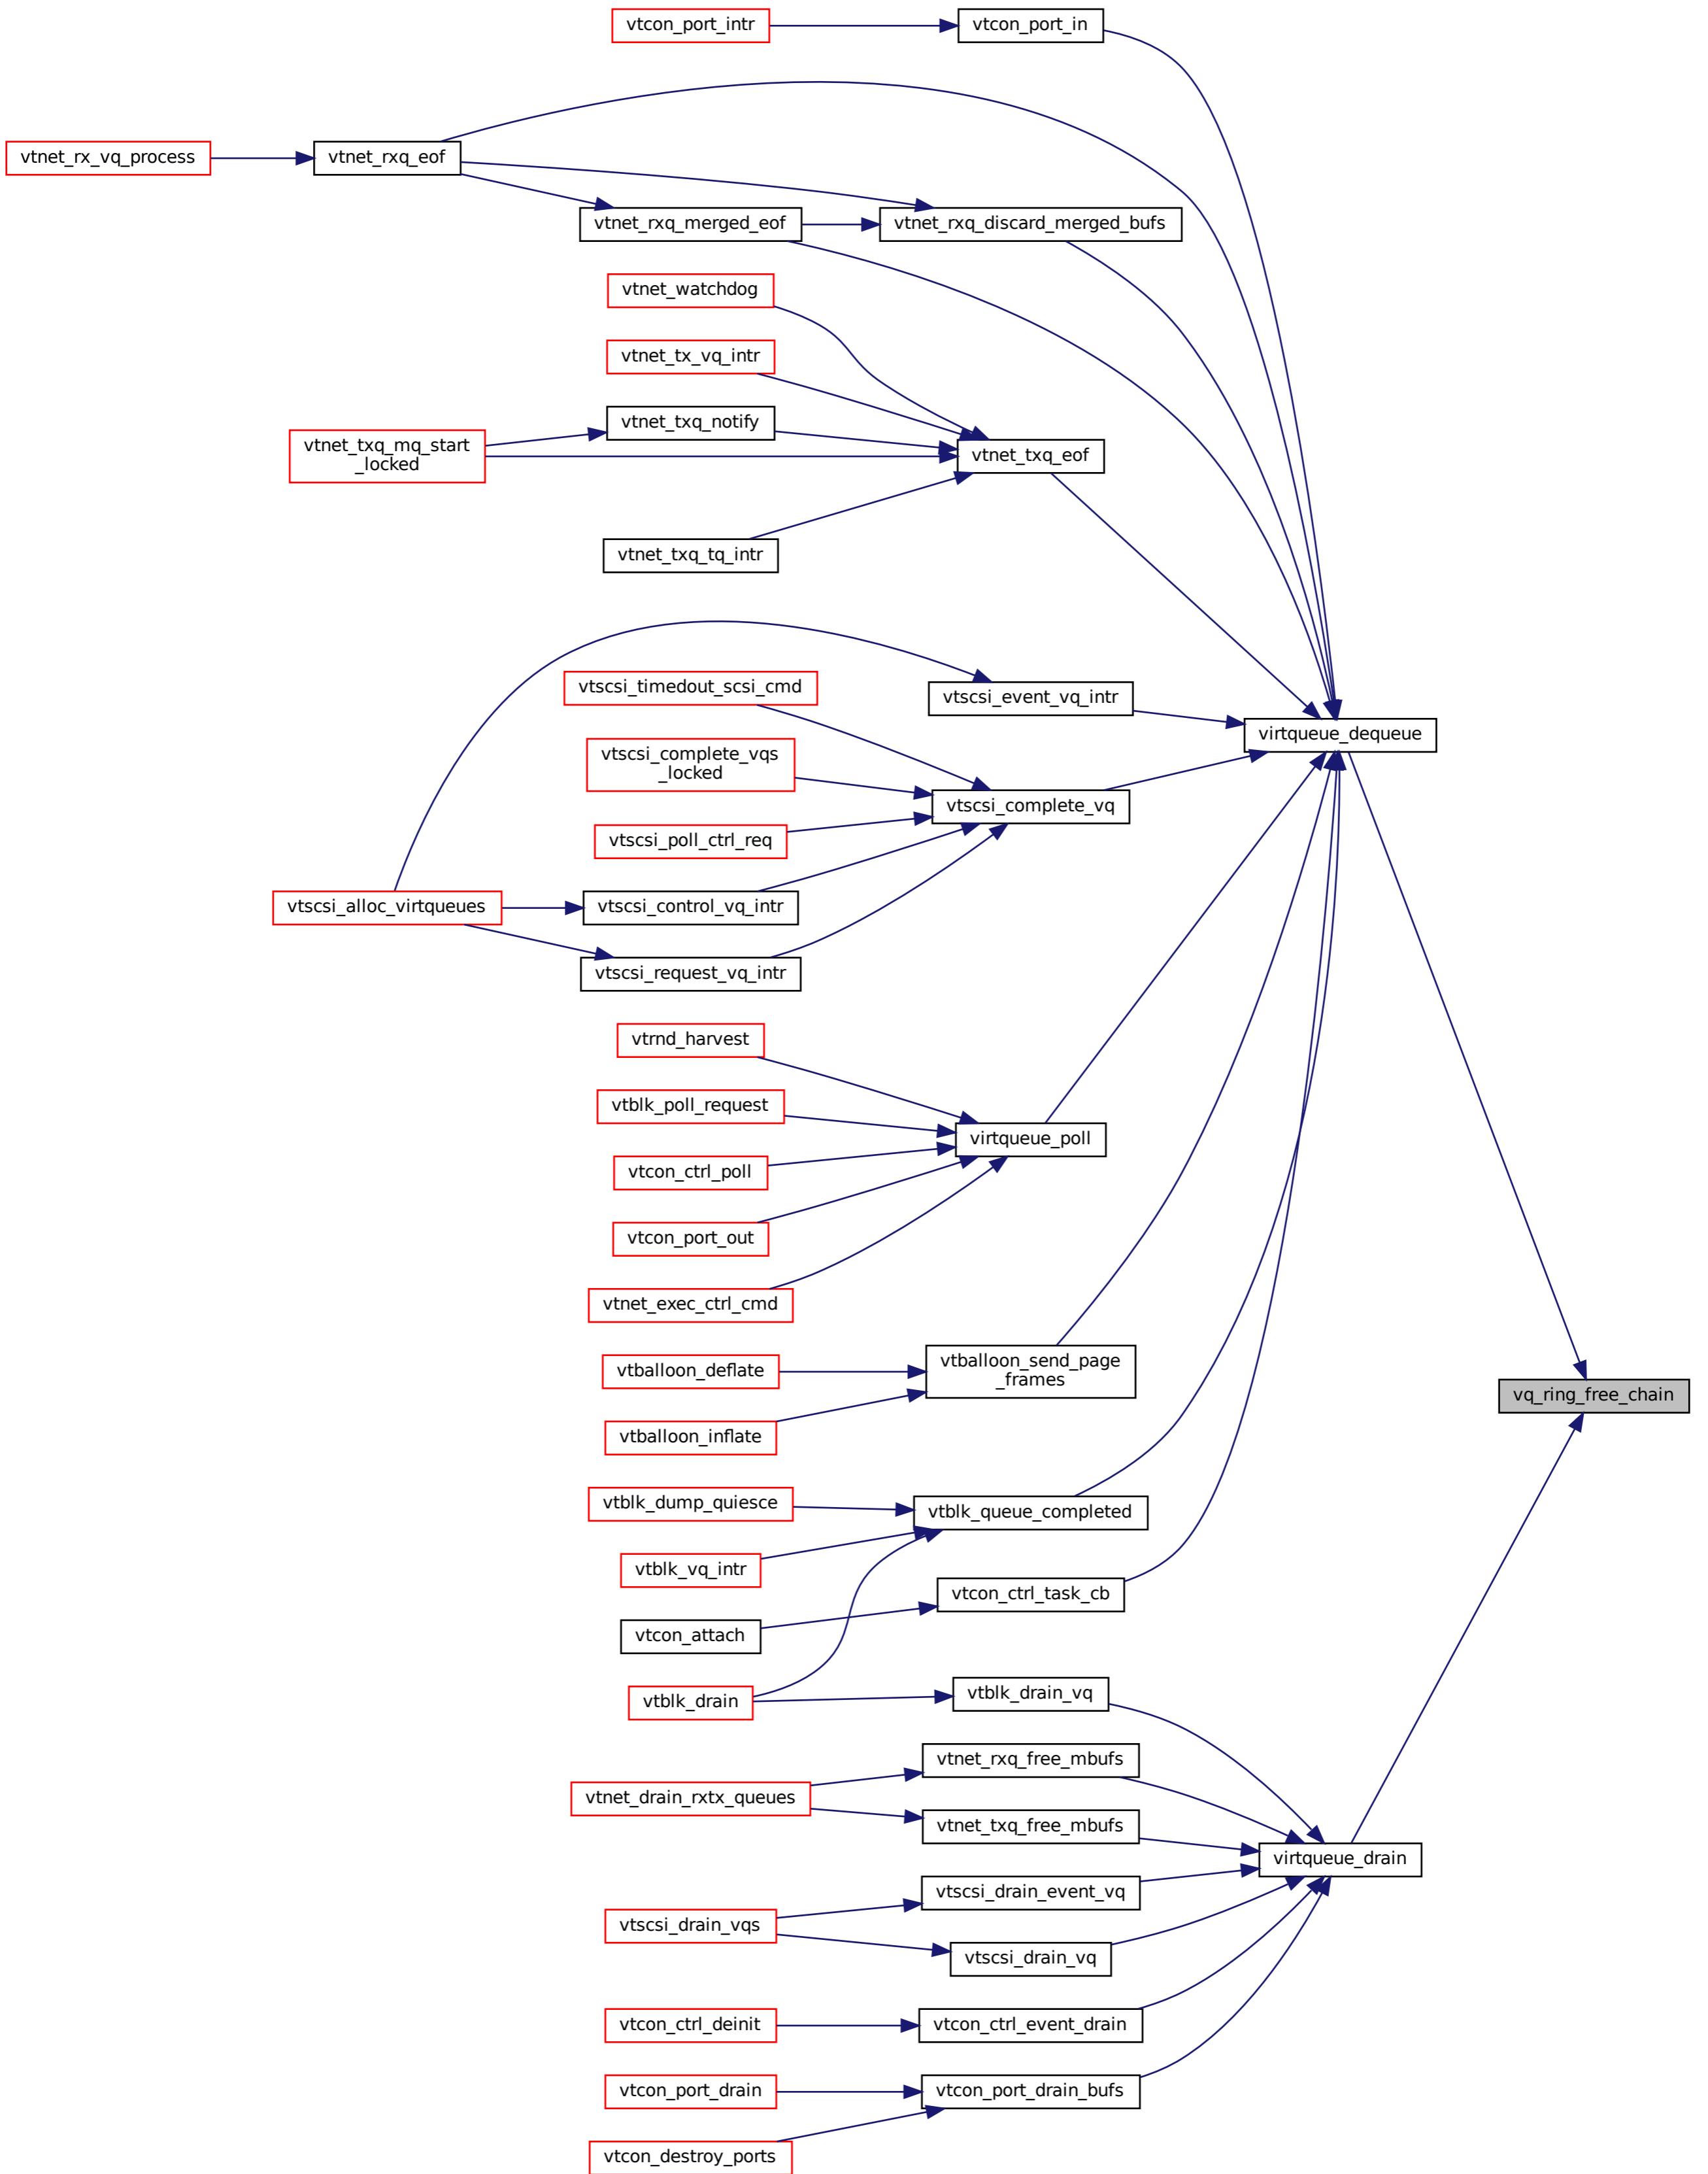 vtcon_port_intr
vtcon_port_in
vtnet_rx_vq_process
vtnet_rxq_eof
vtnet_rxq_merged_eof
vtnet_rxq_discard_merged_bufs
vtnet_watchdog
vtnet_tx_vq_intr
vtnet_txq_notify
vtnet_txq_mq_start
_locked
vtnet_txq_eof
vtnet_txq_tq_intr
vtscsi_timedout_scsi_cmd
vtscsi_event_vq_intr
virtqueue_dequeue
vtscsi_complete_vqs
_locked
vtscsi_complete_vq
vtscsi_poll_ctrl_req
vtscsi_alloc_virtqueues
vtscsi_control_vq_intr
vtscsi_request_vq_intr
vtrnd_harvest
vtblk_poll_request
virtqueue_poll
vtcon_ctrl_poll
vtcon_port_out
vtnet_exec_ctrl_cmd
vtballoon_deflate
vtballoon_send_page
_frames
vq_ring_free_chain
vtballoon_inflate
vtblk_dump_quiesce
vtblk_queue_completed
vtblk_vq_intr
vtcon_ctrl_task_cb
vtcon_attach
vtblk_drain
vtblk_drain_vq
vtnet_rxq_free_mbufs
vtnet_drain_rxtx_queues
vtnet_txq_free_mbufs
virtqueue_drain
vtscsi_drain_event_vq
vtscsi_drain_vqs
vtscsi_drain_vq
vtcon_ctrl_deinit
vtcon_ctrl_event_drain
vtcon_port_drain
vtcon_port_drain_bufs
vtcon_destroy_ports